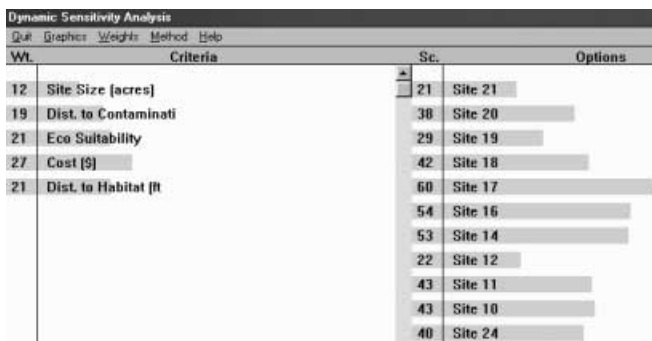 Dynamic Sensitivity Analysis
Quit Graphics Weights Method Help
Wt. Criteria Sc. Options
12 Site Size (acres) 21 Site 21
19 Dist. to Contaminati 38 Site 20
21 Eco Suitability 29 Site 19
27 Cost ($) 42 Site 18
21 Dist. to Habitat (ft 60 Site 17
54 Site 16
53 Site 14
22 Site 12
43 Site 11
43 Site 10
40 Site 24